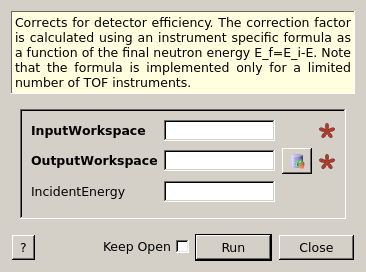 Corrects for detector efficiency. The correction factor
is calculated using an instrument specific formula as
a function of the final neutron energy E_f=E_i-E. Note
that the formula is implemented only for a limited
number of TOF instruments.
InputWorkspace
OutputWorkspace
IncidentEnergy
? Keep Open Run Close